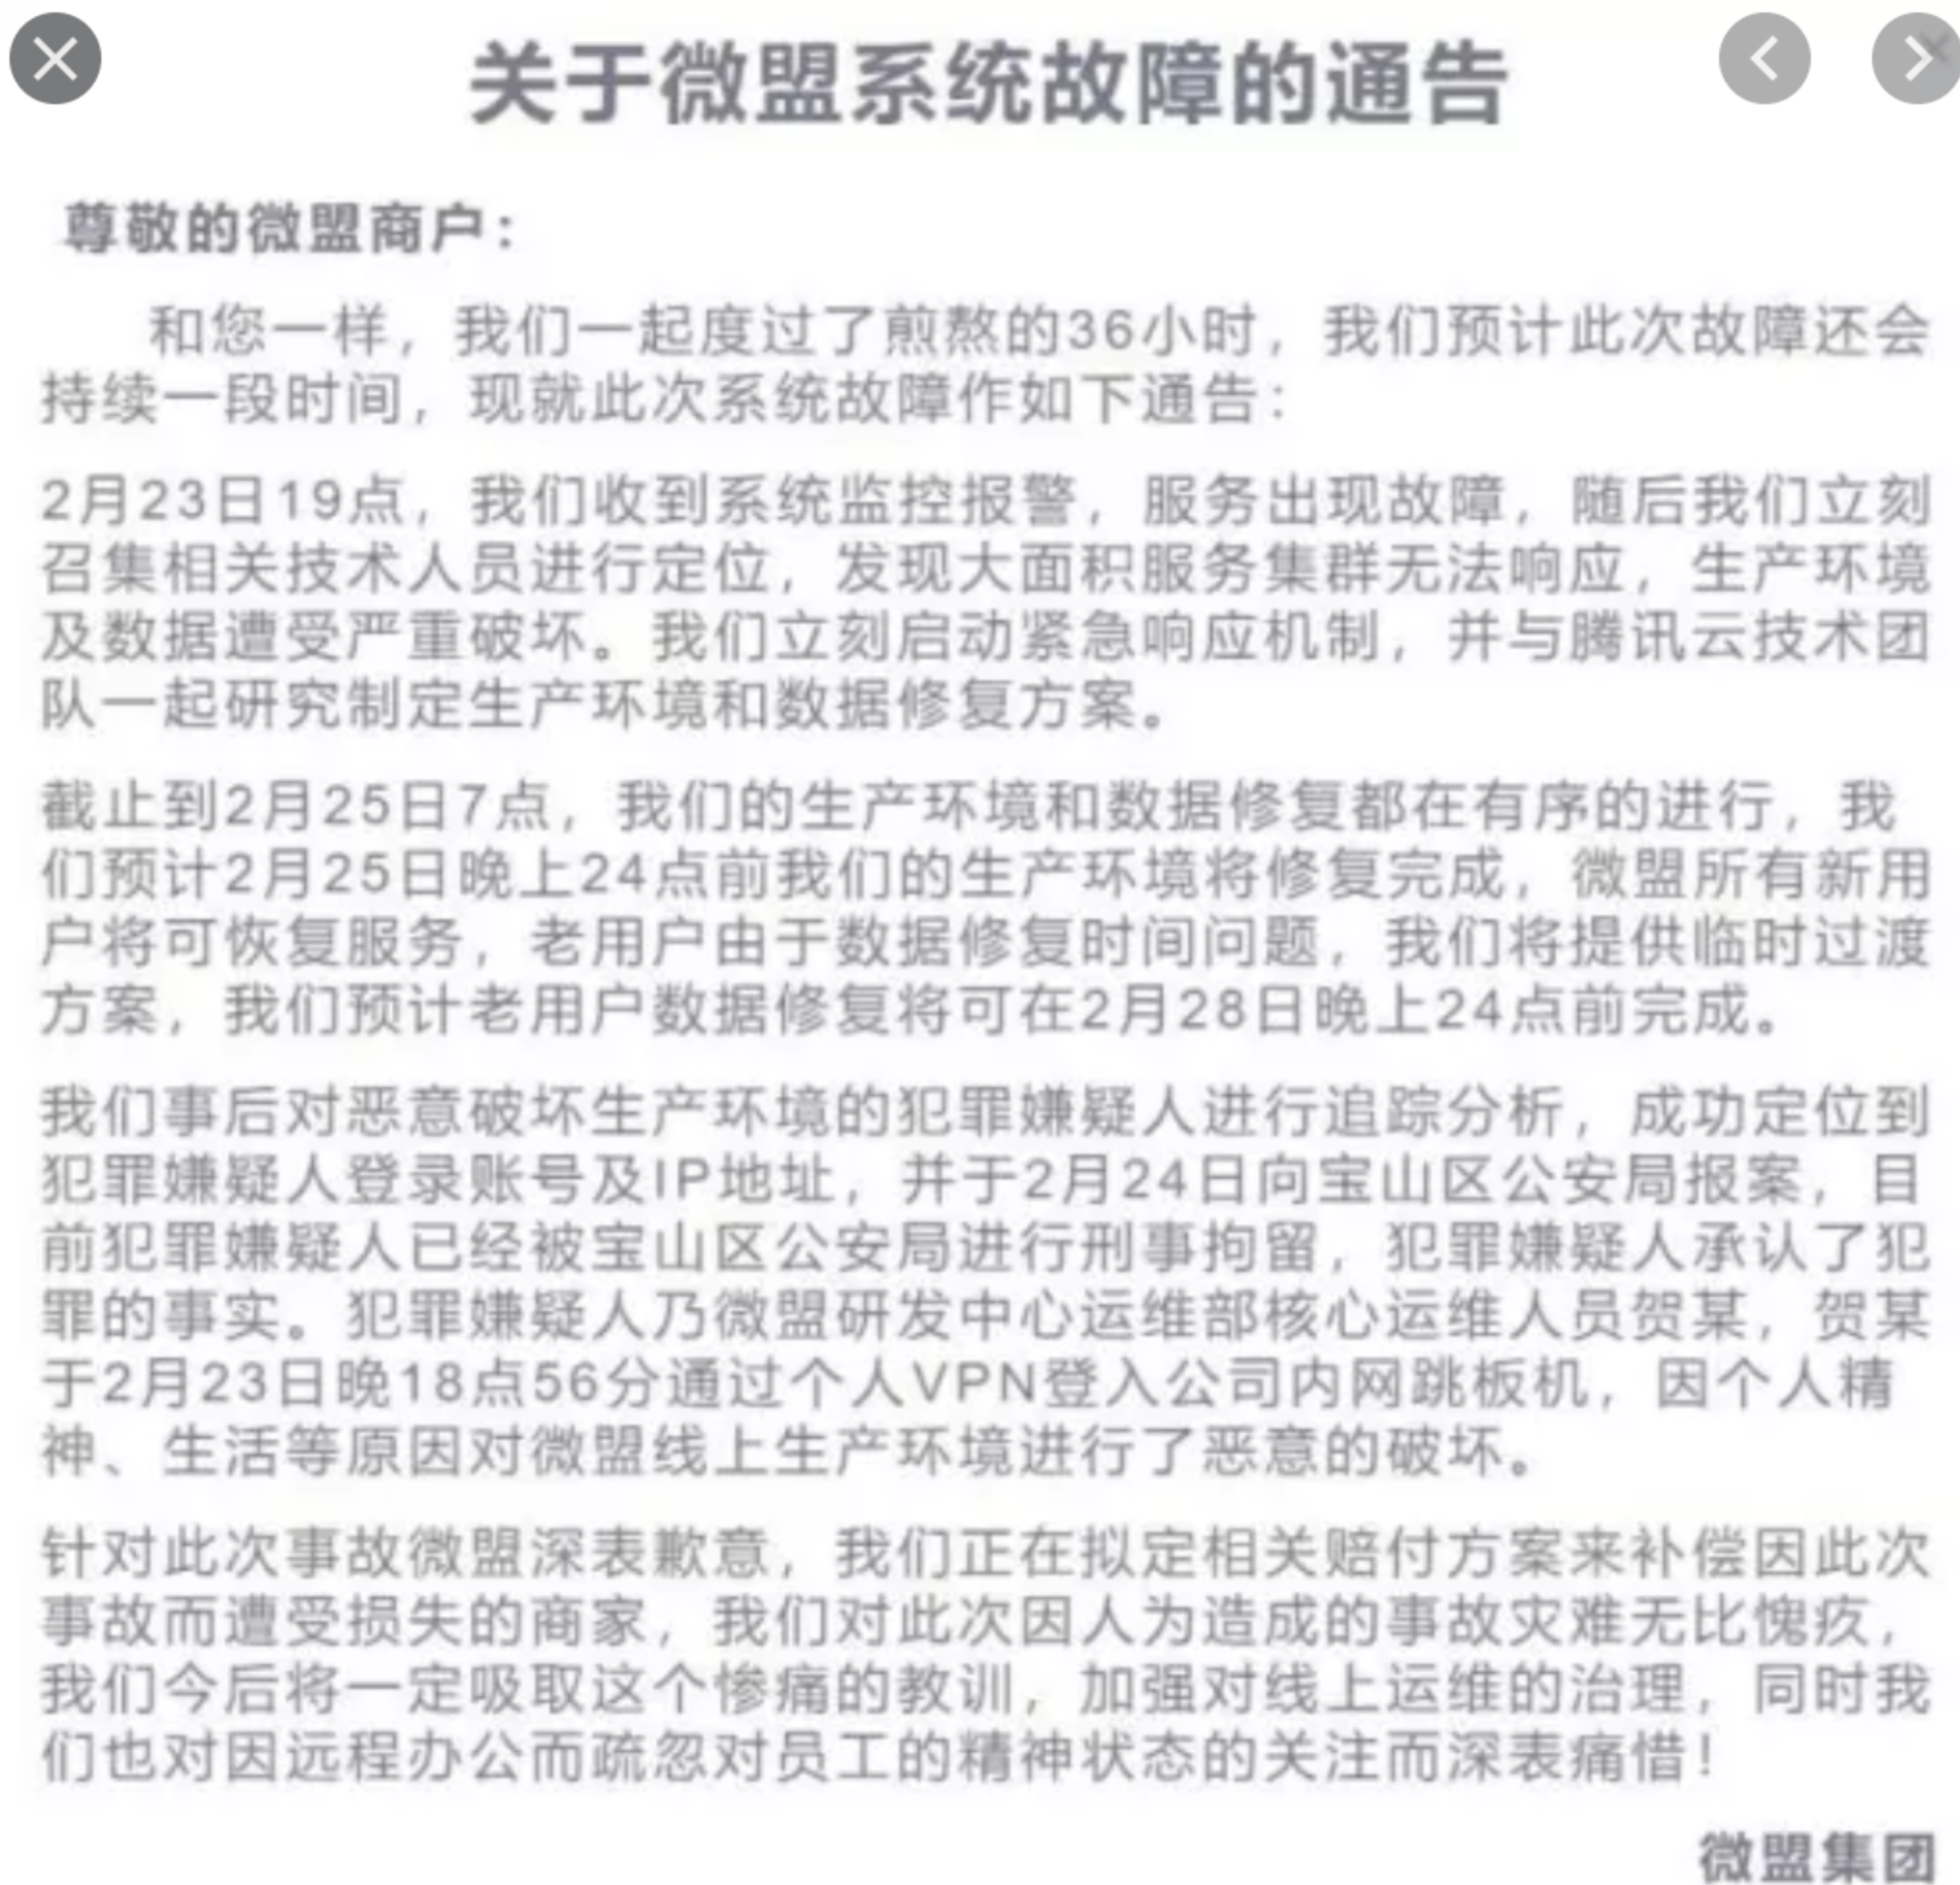 关于微盟系统故障的通告
尊敬的微盟商户：
和您一样，我们一起度过了煎熬的36小时，我们预计此次故障还会
持续一段时间，现就此次系统故障作如下通告：
2月23日19点，我们收到系统监控报警，服务出现故障，随后我们立刻
召集相关技术人员进行定位，发现大面积服务集群无法响应，生产环境
及数据遭受严重破坏。我们立刻启动紧急响应机制，并与腾讯云技术团
队一起研究制定生产环境和数据修复方案。
截止到2月25日7点，我们的生产环境和数据修复都在有序的进行，我
们预计2月25日晚上24点前我们的生产环境将修复完成，微盟所有新用
户将可恢复服务，老用户由于数据修复时间问题，我们将提供临时过渡
方案，我们预计老用户数据修复将可在2月28日晚上24点前完成。
我们事后对恶意破坏生产环境的犯罪嫌疑人进行追踪分析，成功定位到
犯罪嫌疑人登录账号及IP地址，并于2月24日向宝山区公安局报案，目
前犯罪嫌疑人已经被宝山区公安局进行刑事拘留，犯罪嫌疑人承认了犯
罪的事实。犯罪嫌疑人乃微盟研发中心运维部核心运维人员贺某，贺某
于2月23日晚18点56分通过个人VPN登入公司内网跳板机，因个人精
神、生活等原因对微盟线上生产环境进行了恶意的破坏。
针对此次事故微盟深表歉意，我们正在拟定相关赔付方案来补偿因此次
事故而遭受损失的商家，我们对此次因人为造成的事故灾难无比愧疚，
我们今后将一定吸取这个惨痛的教训，加强对线上运维的治理，同时我
们也对因远程办公而疏忽对员工的精神状态的关注而深表痛惜！
微盟集团